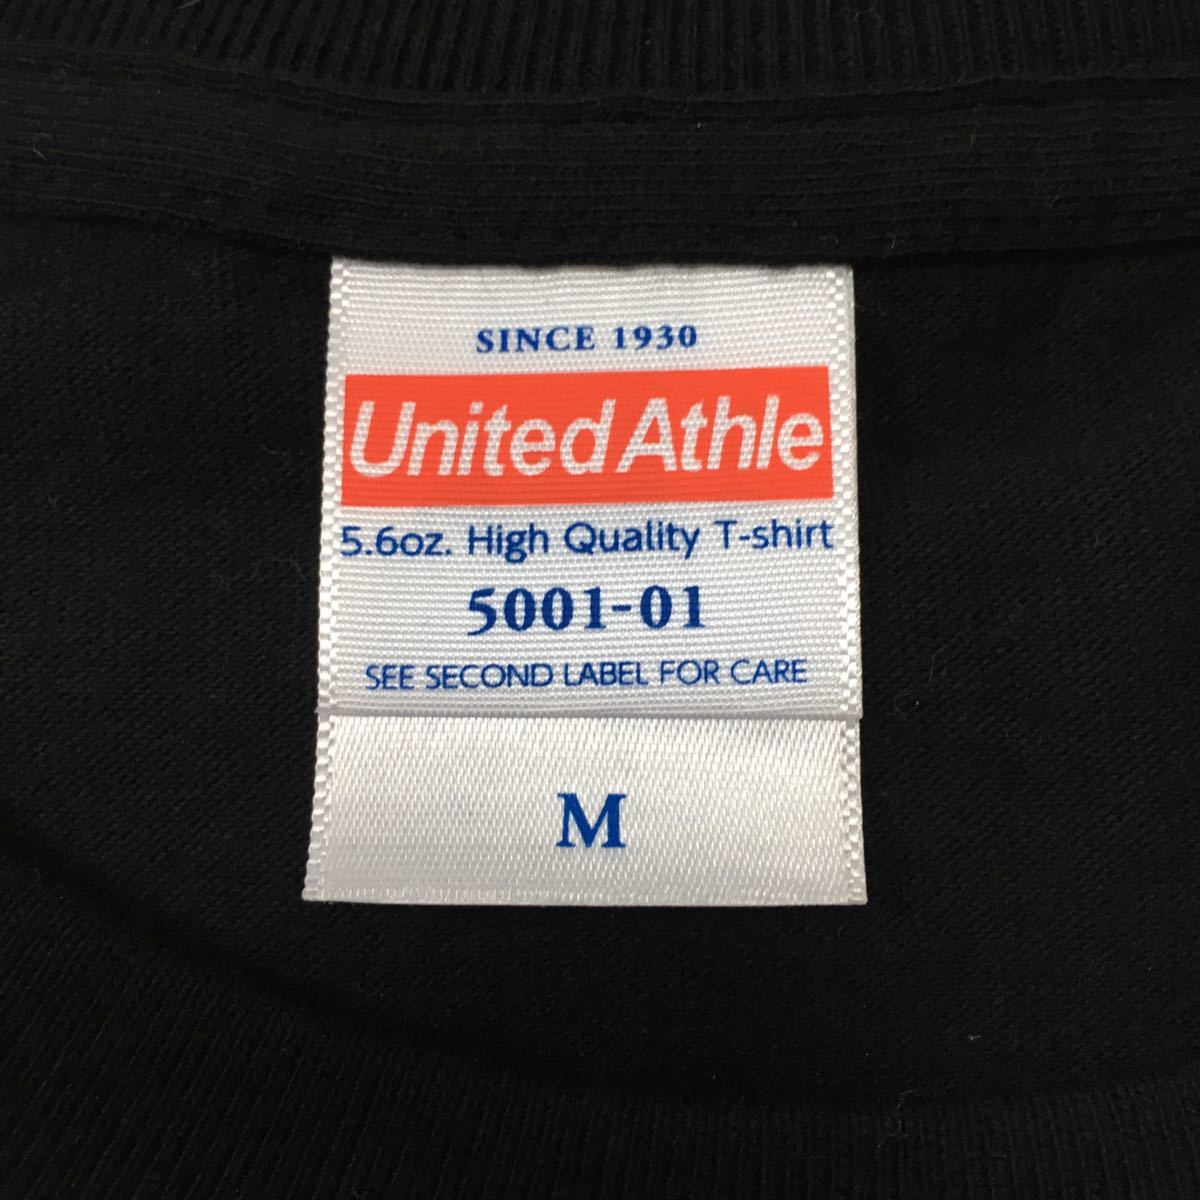 SINCE 1930
United Athle
5.6oz. High Quality T-shirt
5001-01
SEE SECOND LABEL FOR CARE
M